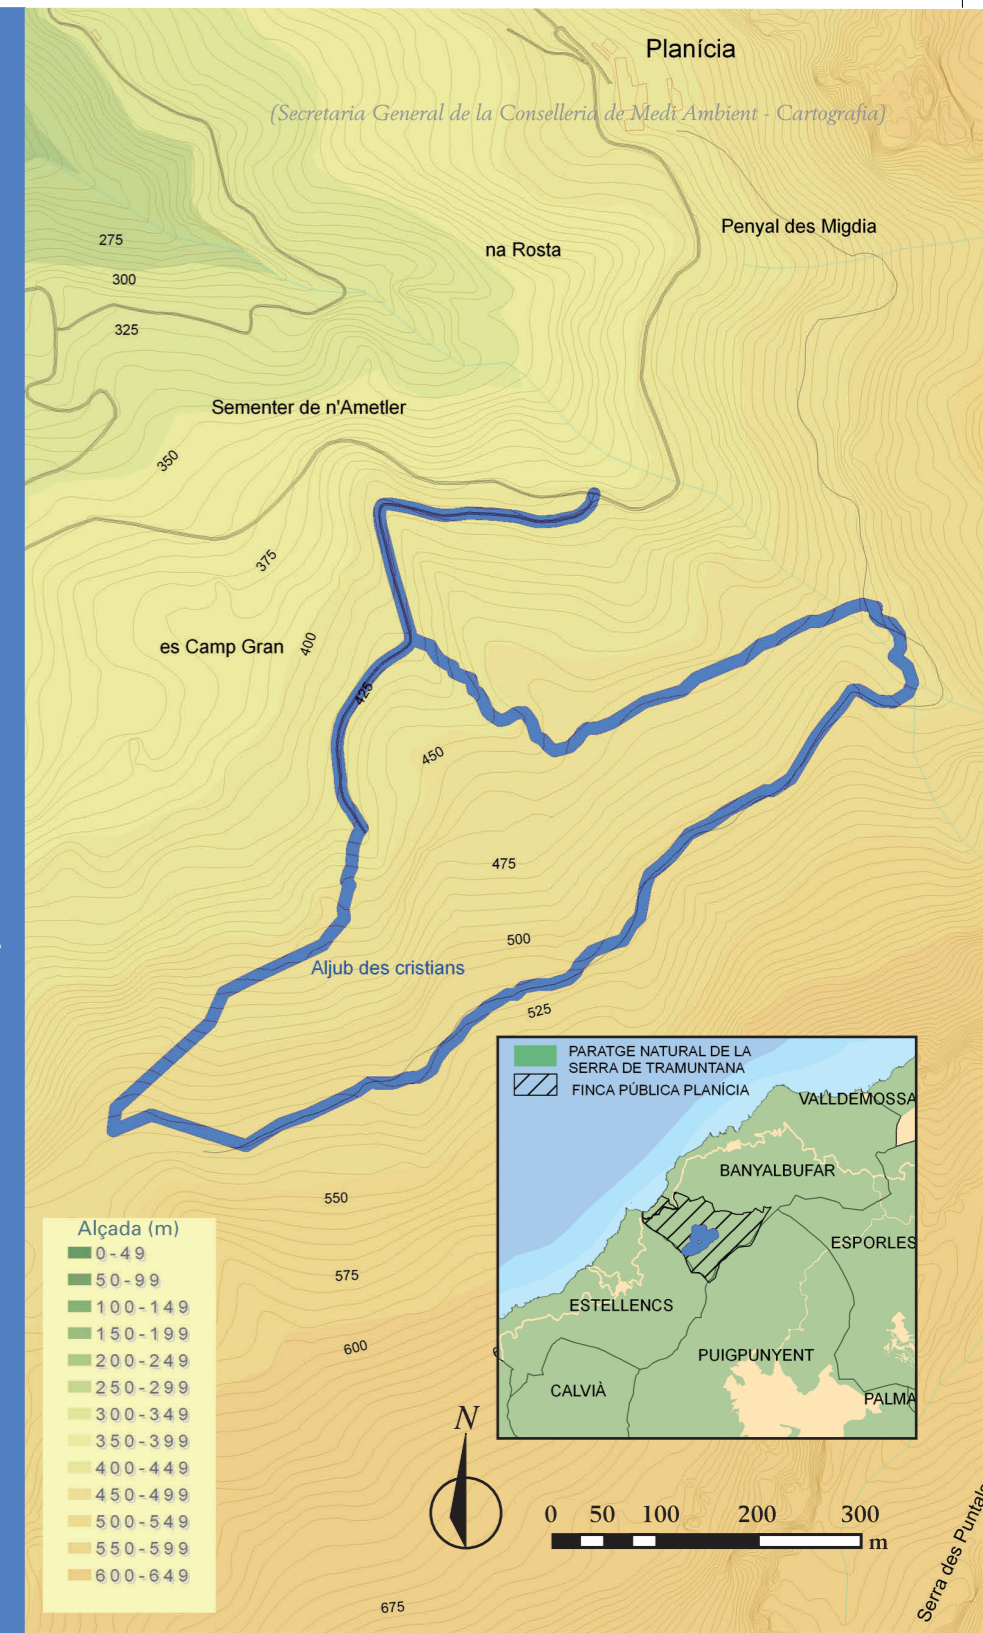 Planícia
(Secretaria General de la Conselleria de Medi Ambient - Cartografia)
Penyal des Migdia
na Rosta
275
300
325
Sementer de n'Ametler
350
375
es Camp Gran
400
425
450
475
500
Aljub des cristians
525
550
575
600
675
Serra des Puntals
Alçada (m)
0-49
50-99
100-149
150-199
200-249
250-299
300-349
350-399
400-449
450-499
500-549
550-599
600-649
PARATGE NATURAL DE LA
SERRA DE TRAMUNTANA
FINCA PÚBLICA PLANÍCIA
VALLDEMOSSA
BANYALBUFAR
ESPORLES
ESTELLENCS
PUIGPUNYENT
CALVIÀ
PALMA
N
0 50 100 200 300
m